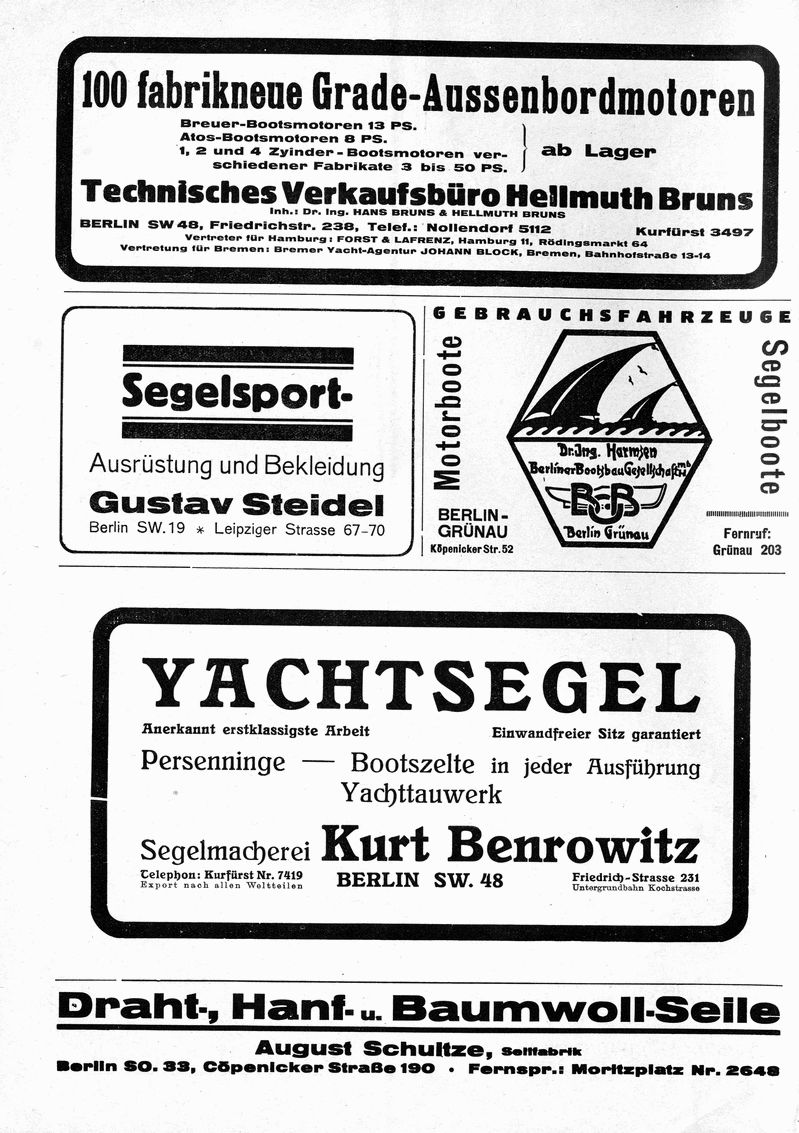 100 fabrikneue Grade-Aussenbordmotoren
Breuer-Bootsmotoren 13 PS.
Atos-Bootsmotoren 8 PS.
1, 2 und 4 Zyinder-Bootsmotoren ver-
schiedener Fabrikate 3 bis 50 PS.
ab Lager
Technisches Verkaufsbüro Hellmuth Bruns
Inh.: Dr. Ing. HANS BRUNS & HELLMUTH BRUNS
BERLIN SW 48, Friedrichstr. 238, Telef.: Nollendorf 5112 Kurfürst 3497
Vertreter für Hamburg: FORST & LAFRENZ, Hamburg 11, Rödingsmarkt 64
Vertretung für Bremen: Bremer Yacht-Agentur JOHANN BLOCK, Bremen, Bahnhofstraße 13-14
Segelsport-
Ausrüstung und Bekleidung
Gustav Steidel
Berlin SW. 19 * Leipziger Strasse 67-70
GEBRAUCHSFAHRZEUGE
Motorboote
Segelboote
Dr. Ing. Harmsen
Berliner Bootsbau Gesellschaft mb
BGB
Berlin Grünau
BERLIN-
GRÜNAU
Köpenicker Str. 52
Fernruf:
Grünau 203
YACHTSEGEL
Anerkannt erstklassigste Arbeit Einwandfreier Sitz garantiert
Persenninge — Bootszelte in jeder Ausführung
Yachttauwerk
Segelmacherei Kurt Benrowitz
Telephon: Kurfürst Nr. 7419
Export nach allen Weltteilen
BERLIN SW. 48
Friedrich-Strasse 231
Untergrundbahn Kochstrasse
Draht-, Hanf- u. Baumwoll-Seile
August Schultze, Seilfabrik
Berlin SO. 33, Cöpenicker Straße 190 • Fernspr.: Moritzplatz Nr. 2648